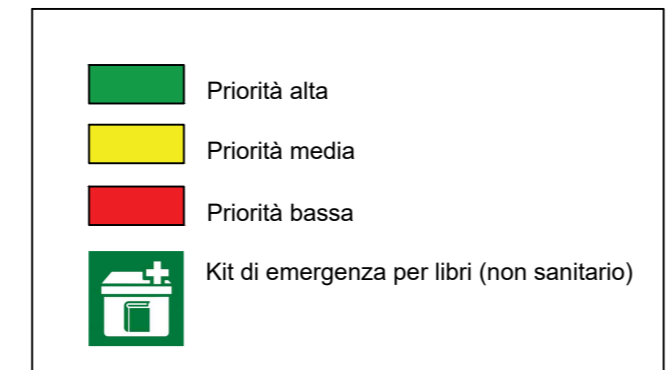 Priorità alta
Priorità media
Priorità bassa
Kit di emergenza per libri (non sanitario)